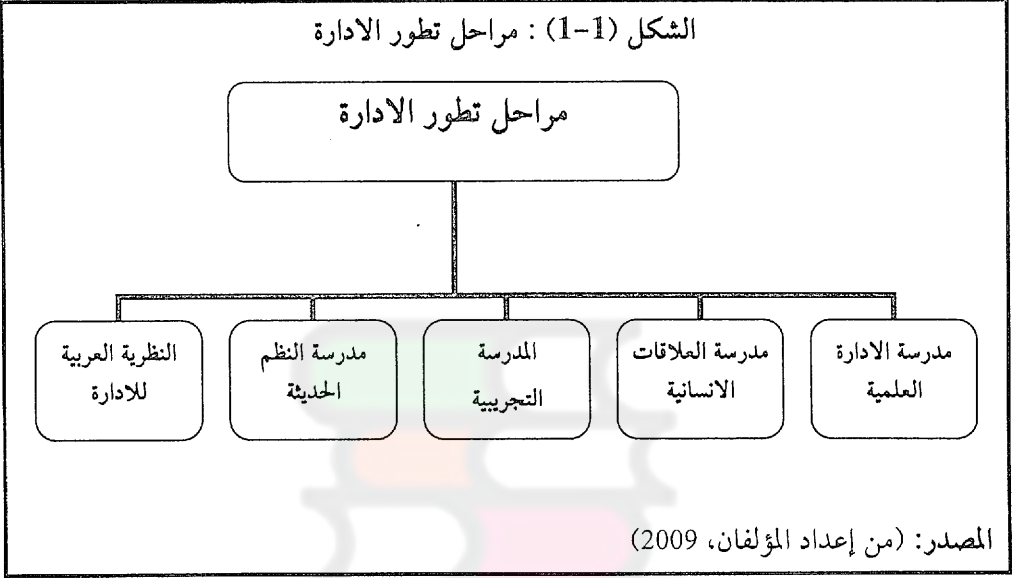 الشكل (1-1) : مراحل تطور الادارة
مراحل تطور الادارة
مدرسة الادارة
العلمية
مدرسة العلاقات
الانسانية
المدرسة
التجريبية
مدرسة النظم
الحديثة
النظرية العربية
للادارة
المصدر: (من إعداد المؤلفان، 2009)